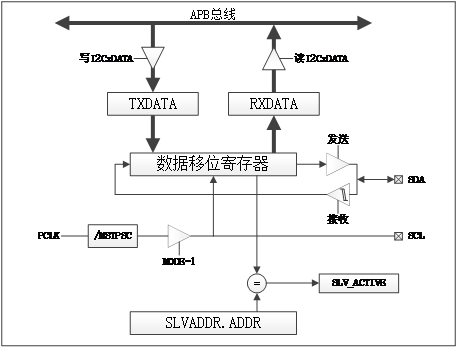 APB总线
写I2CxDATA
读I2CxDATA
TXDATA
RXDATA
发送
数据移位寄存器
SDA
接收
PCLK
/MSTPSC
SCL
MODE=1
=
SLV_ACTIVE
SLVADDR.ADDR